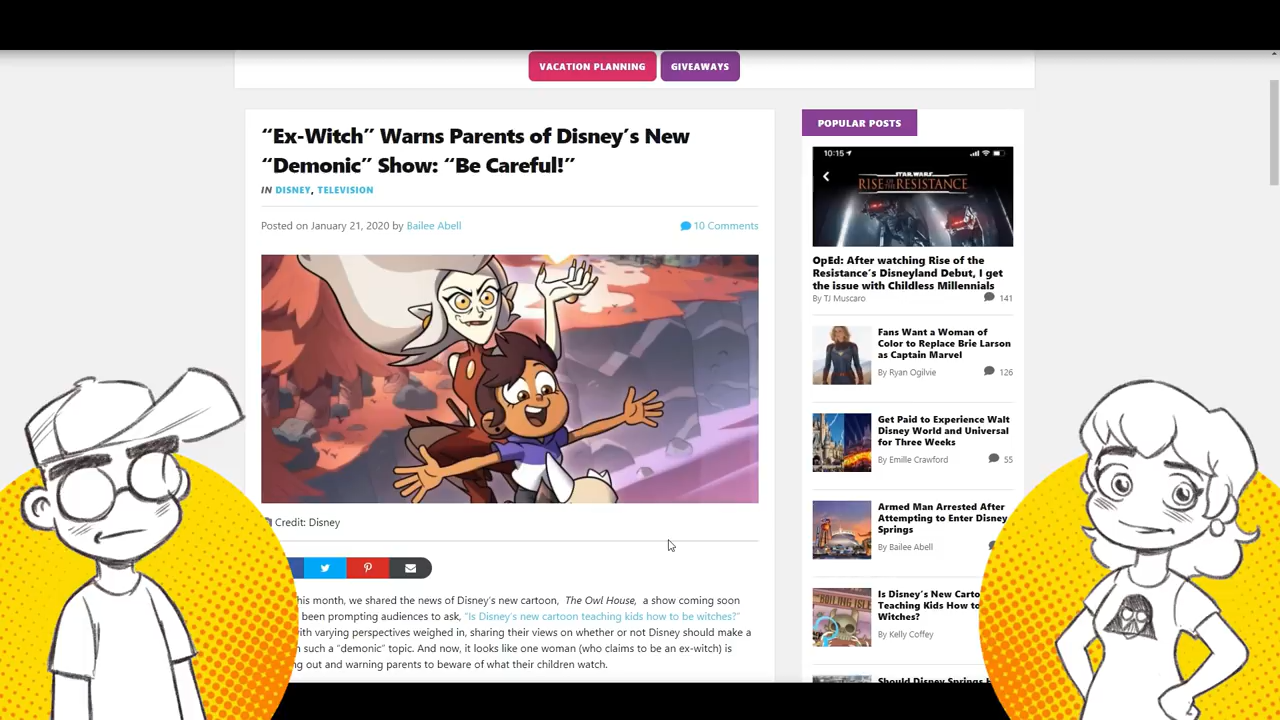 VACATION PLANNING
GIVEAWAYS
“Ex-Witch” Warns Parents of Disney’s New
“Demonic” Show: “Be Careful!”
IN DISNEY, TELEVISION
Posted on January 21, 2020 by Bailee Abell
10 Comments
Credit: Disney
his month, we shared the news of Disney’s new cartoon, The Owl House, a show coming soon
been prompting audiences to ask, “Is Disney’s new cartoon teaching kids how to be witches?”
ith varying perspectives weighed in, sharing their views on whether or not Disney should make a
such a “demonic” topic. And now, it looks like one woman (who claims to be an ex-witch) is
ng out and warning parents to beware of what their children watch.
POPULAR POSTS
10:15
STAR WARS
RISE OF THE RESISTANCE
OpEd: After watching Rise of the
Resistance’s Disneyland Debut, I get
the issue with Childless Millennials
By TJ Muscaro
141
Fans Want a Woman of
Color to Replace Brie Larson
as Captain Marvel
By Ryan Ogilvie
126
Get Paid to Experience Walt
Disney World and Universal
for Three Weeks
By Emillie Crawford
55
Armed Man Arrested After
Attempting to Enter Disney
Springs
By Bailee Abell
Is Disney’s New Carto
Teaching Kids How to
Witches?
By Kelly Coffey
Should Disney Springs